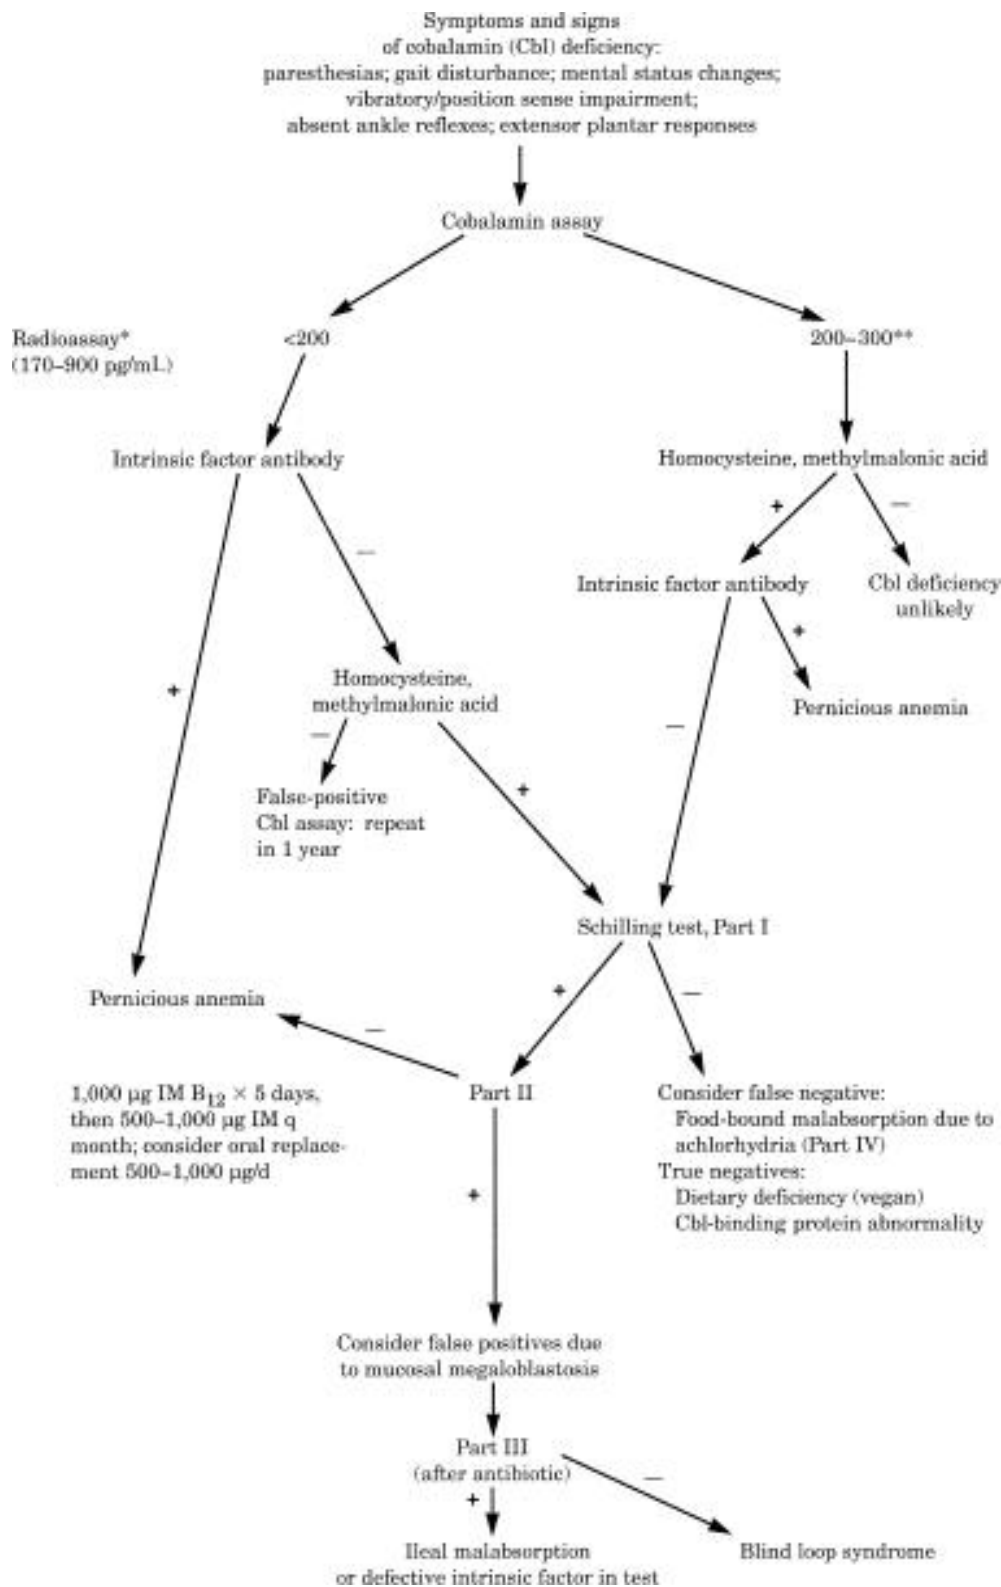 Symptoms and signs
of cobalamin (Cbl) deficiency:
paresthesias; gait disturbance; mental status changes;
vibratory/position sense impairment;
absent ankle reflexes; extensor plantar responses
Cobalamin assay
Radioassay*
(170–900 pg/mL)
<200
200–300**
Intrinsic factor antibody
Homocysteine, methylmalonic acid
+
—
—
Intrinsic factor antibody
Cbl deficiency
unlikely
+
Homocysteine,
methylmalonic acid
+
Pernicious anemia
—
—
False-positive
Cbl assay: repeat
in 1 year
+
Schilling test, Part I
Pernicious anemia
+
—
—
1,000 µg IM B12 × 5 days,
then 500–1,000 µg IM q
month; consider oral replace-
ment 500–1,000 µg/d
Part II
Consider false negative:
Food-bound malabsorption due to
achlorhydria (Part IV)
True negatives:
Dietary deficiency (vegan)
Cbl-binding protein abnormality
+
Consider false positives due
to mucosal megaloblastosis
Part III
(after antibiotic)
+
—
Ileal malabsorption
or defective intrinsic factor in test
Blind loop syndrome